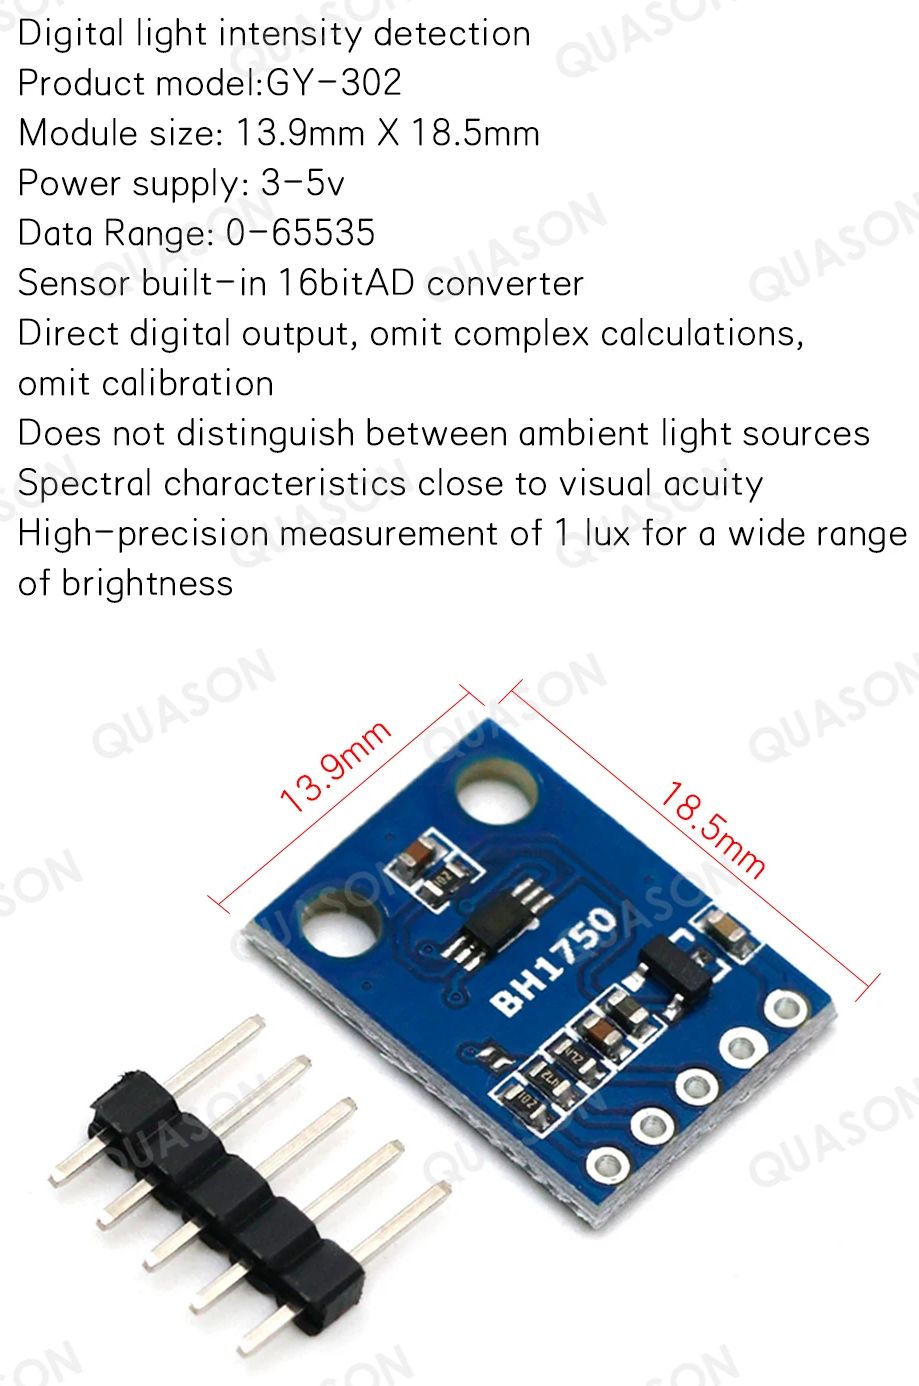 Digital light intensity detection
Product model:GY-302
Module size: 13.9mm X 18.5mm
Power supply: 3-5v
Data Range: 0-65535
Sensor built-in 16bitAD converter
Direct digital output, omit complex calculations,
omit calibration
Does not distinguish between ambient light sources
Spectral characteristics close to visual acuity
High-precision measurement of 1 lux for a wide range
of brightness
13.9mm
18.5mm
BH1750
QUASON